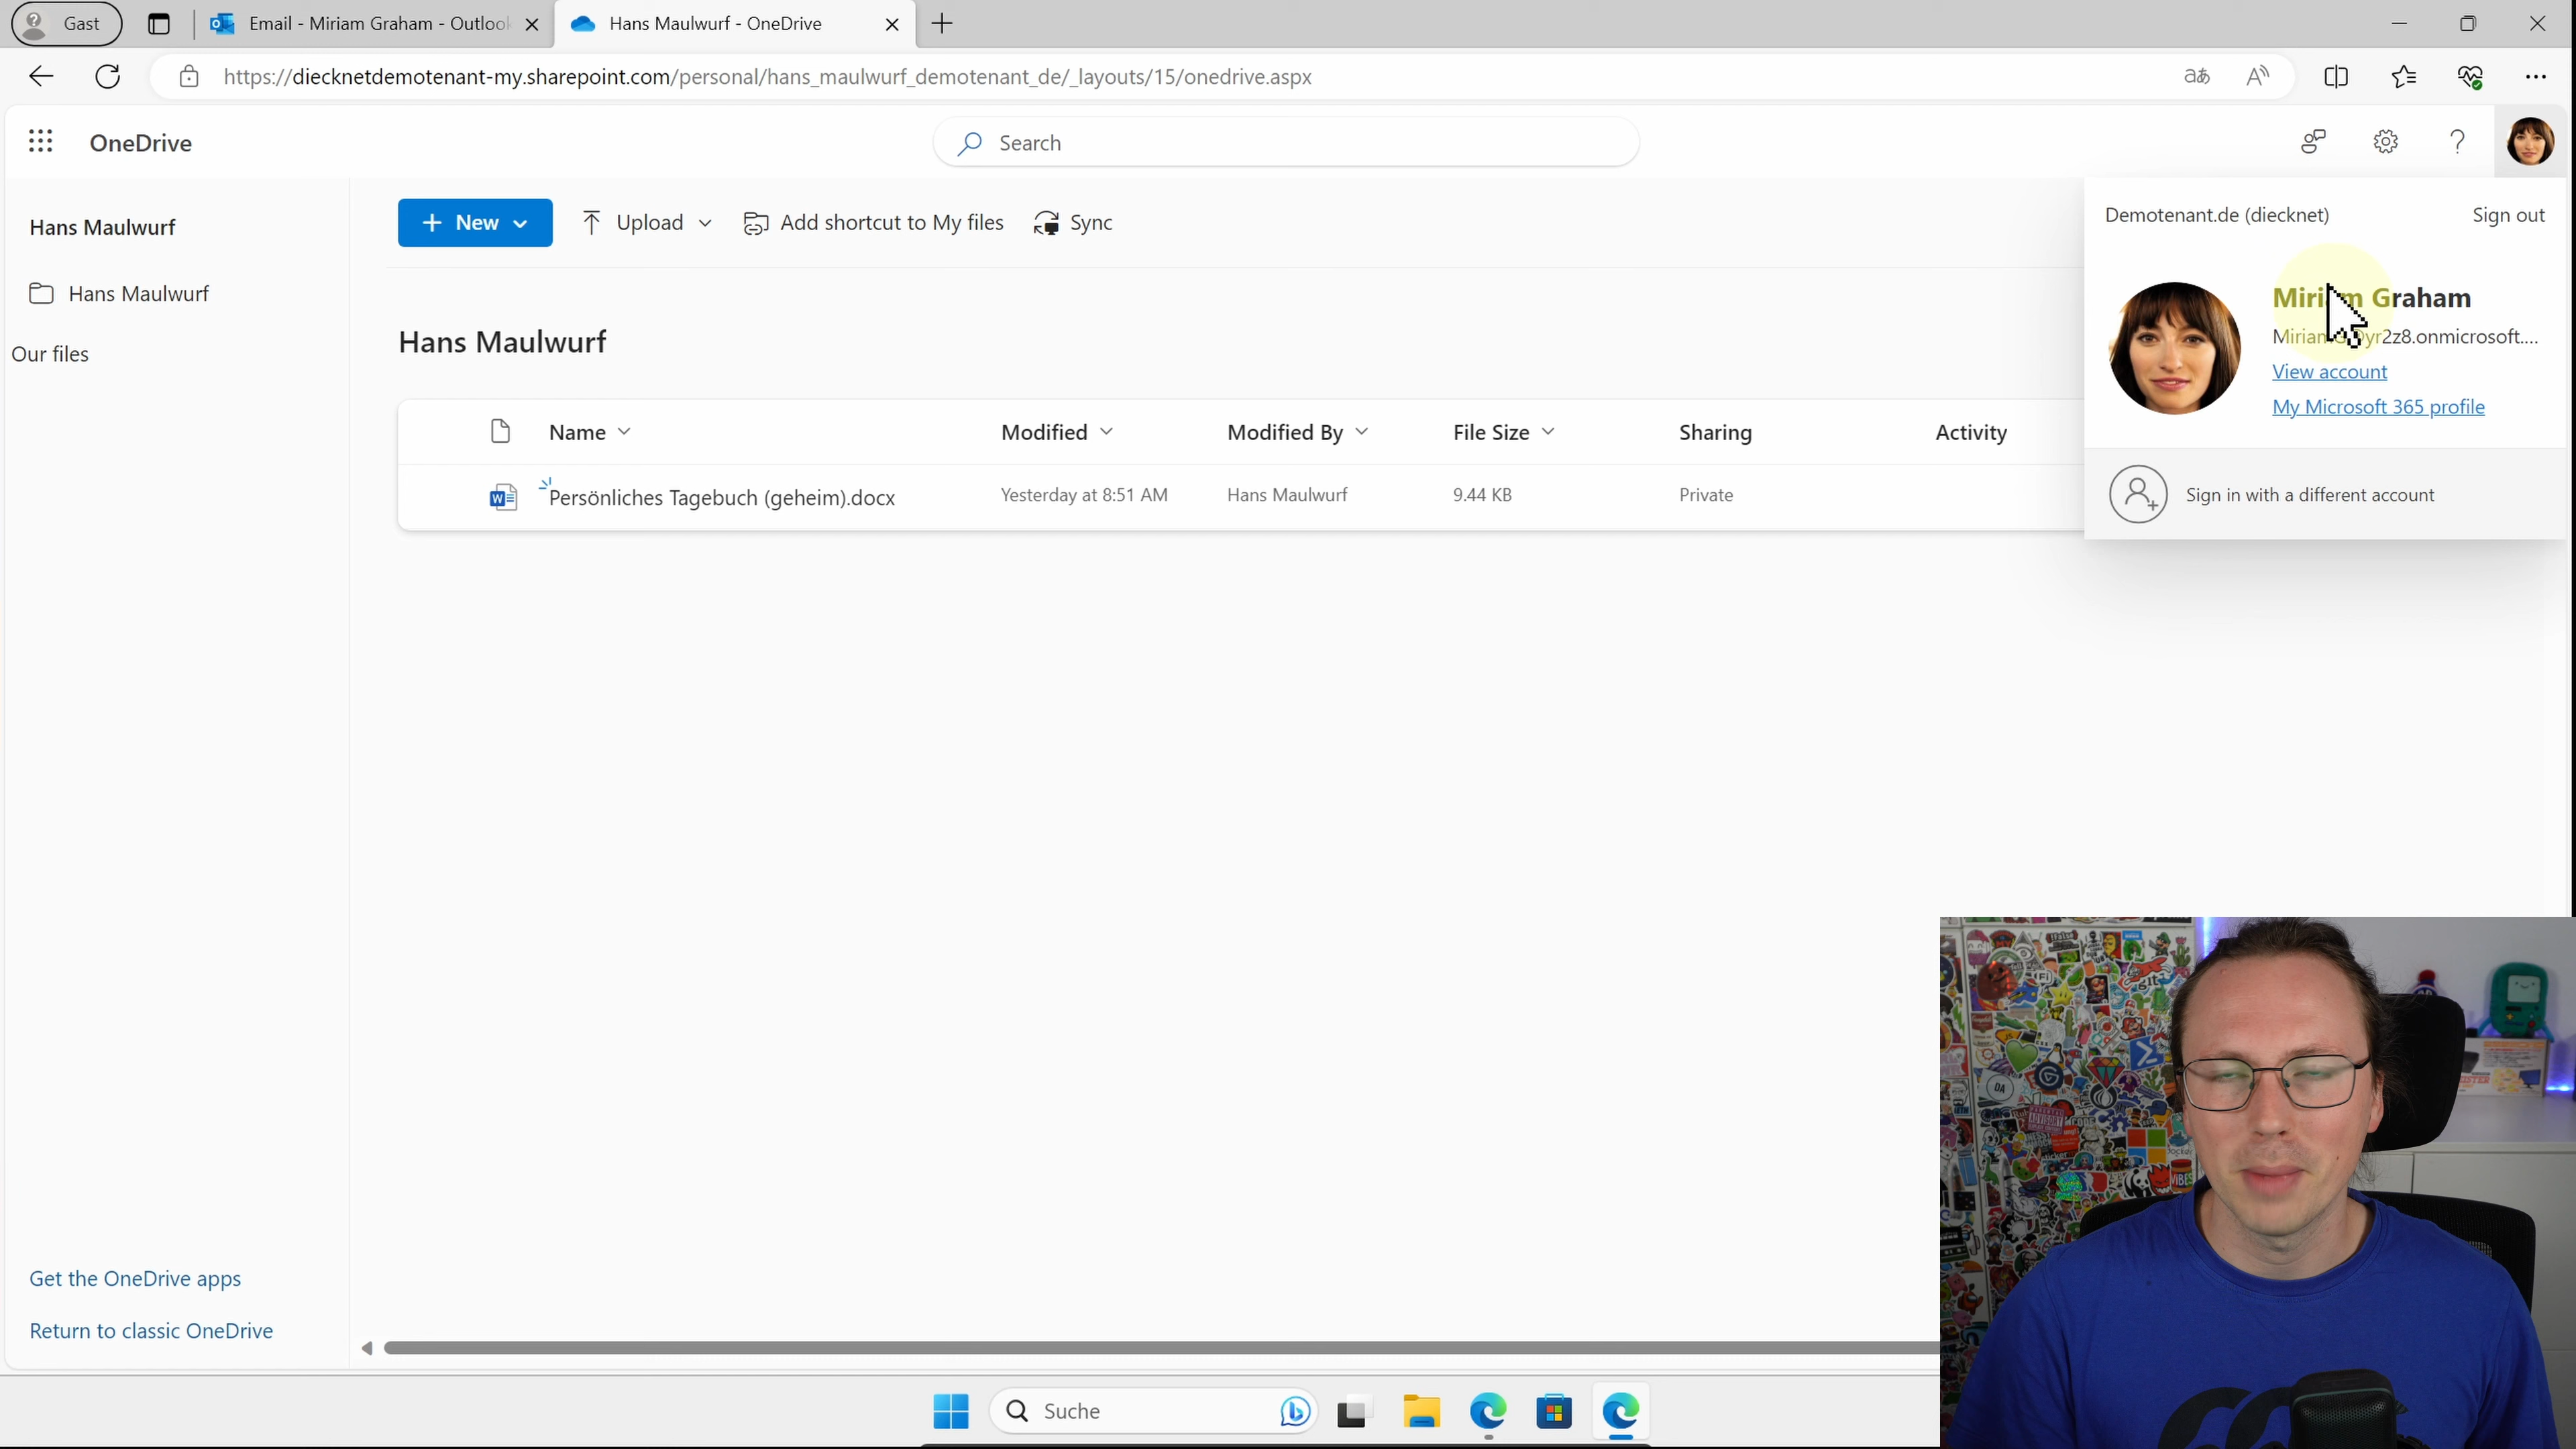 Gast
Email - Miriam Graham - Outlook
Hans Maulwurf - OneDrive
https://diecknetdemotenant-my.sharepoint.com/personal/hans_maulwurf_demotenant_de/_layouts/15/onedrive.aspx
OneDrive
Search
Demotenant.de (diecknet)
Sign out
Miriam Graham
yr2z8.onmicrosoft....
View account
My Microsoft 365 profile
Sign in with a different account
Hans Maulwurf
Hans Maulwurf
Our files
New
Upload
Add shortcut to My files
Sync
Hans Maulwurf
Name
Modified
Modified By
File Size
Sharing
Activity
Persönliches Tagebuch (geheim).docx
Yesterday at 8:51 AM
Hans Maulwurf
9.44 KB
Private
Get the OneDrive apps
Return to classic OneDrive
Suche